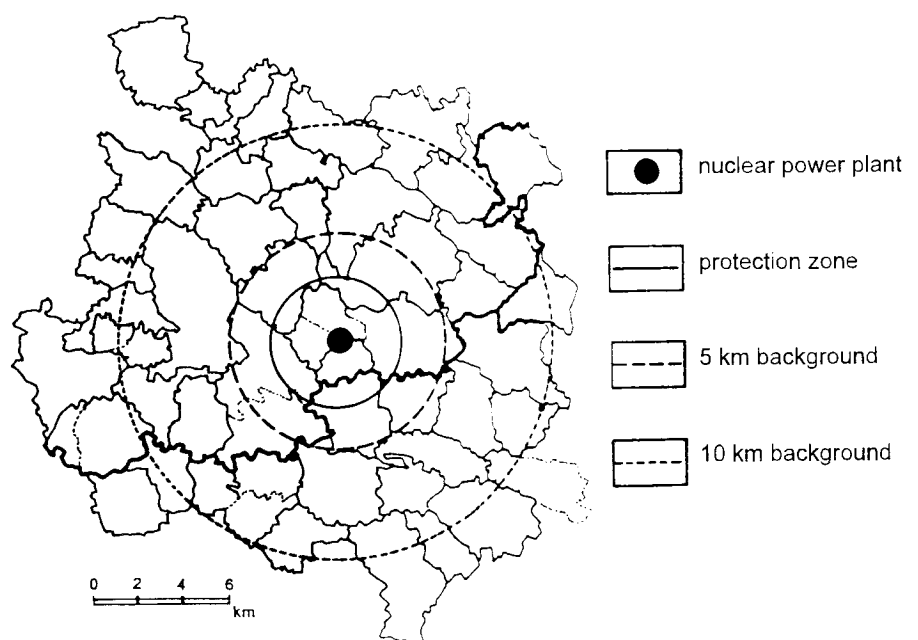 nuclear power plant
protection zone
5 km background
10 km background
0 2 4 6
km